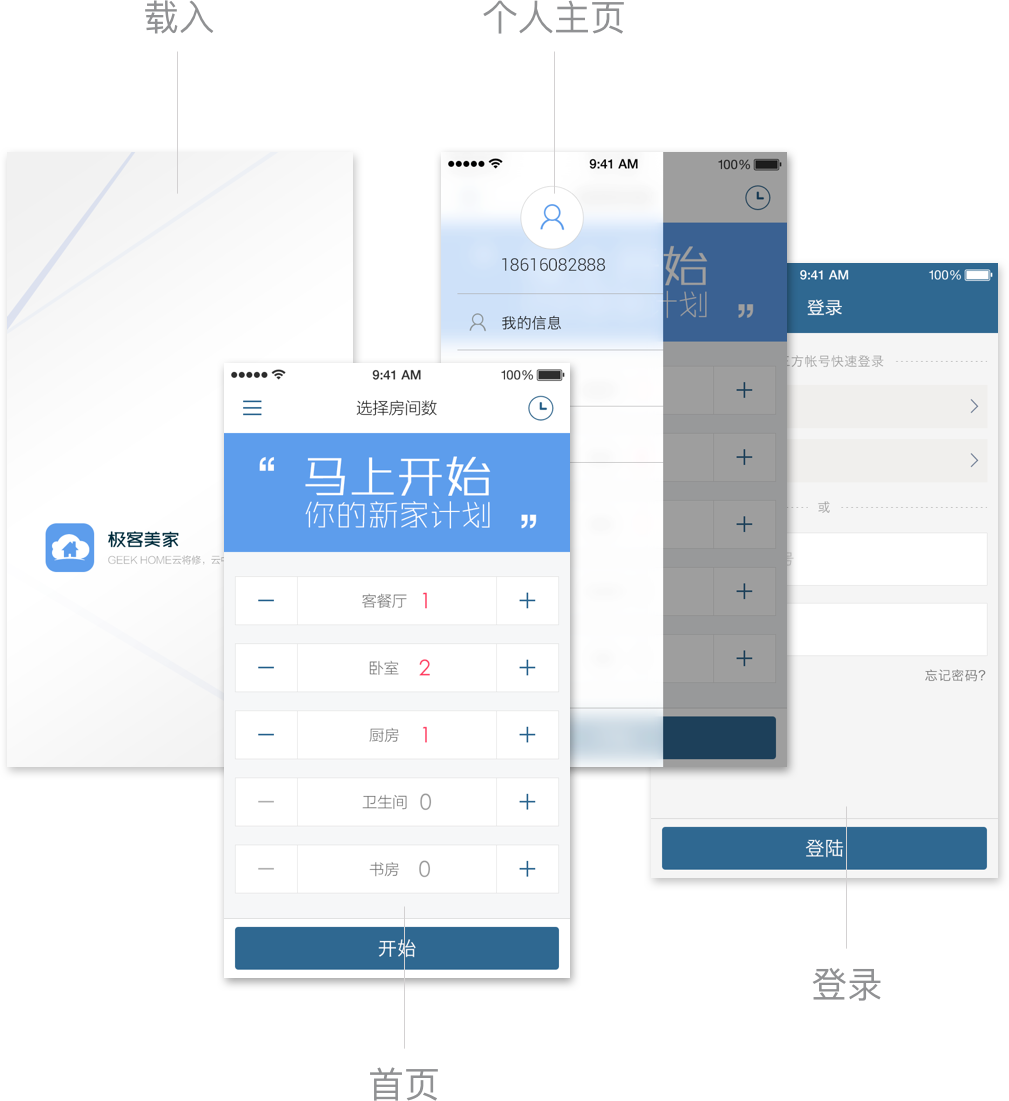 载入
个人主页
9:41 AM
100%
18616082888
始
计划
”
我的信息
9:41 AM
100%
登录
方帐号快速登录
或
号
忘记密码?
登陆
极客美家
GEEK HOME云将修，云
9:41 AM
100%
选择房间数
“ 马上开始
你的新家计划 ”
客餐厅 1
卧室 2
厨房 1
卫生间 0
书房 0
开始
登录
首页